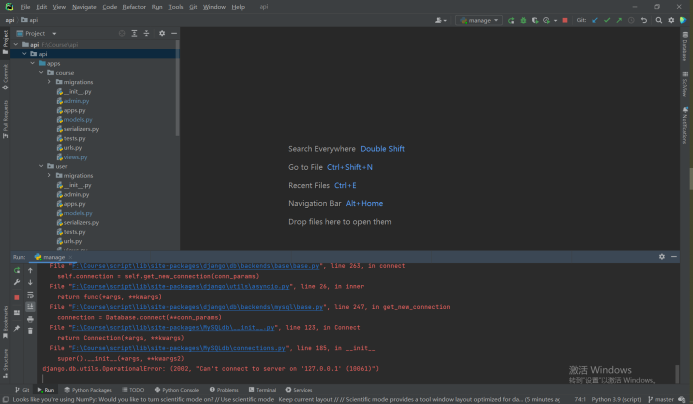 File Edit View Navigate Code Refactor Run Tools Git Window Help api
api api
manage
Git:
Project
api F:\Course\api
api
apps
course
migrations
__init__.py
admin.py
apps.py
models.py
serializers.py
tests.py
urls.py
views.py
user
migrations
__init__.py
admin.py
apps.py
models.py
serializers.py
tests.py
urls.py
Project
Commit
Pull Requests
Bookmarks
Structure
Database
SciView
Notifications
Search Everywhere Double Shift
Go to File Ctrl+Shift+N
Recent Files Ctrl+E
Navigation Bar Alt+Home
Drop files here to open them
Run: manage
File "F:\Course\script\lib\site-packages\django\db\backends\base\base.py", line 263, in connect
self.connection = self.get_new_connection(conn_params)
File "F:\Course\script\lib\site-packages\django\utils\asyncio.py", line 26, in inner
return func(*args, **kwargs)
File "F:\Course\script\lib\site-packages\django\db\backends\mysql\base.py", line 247, in get_new_connection
connection = Database.connect(**conn_params)
File "F:\Course\script\lib\site-packages\MySQLdb\__init__.py", line 123, in Connect
return Connection(*args, **kwargs)
File "F:\Course\script\lib\site-packages\MySQLdb\connections.py", line 185, in __init__
super().__init__(*args, **kwargs2)
django.db.utils.OperationalError: (2002, "Can't connect to server on '127.0.0.1' (10061)")
激活 Windows
转到"设置"以激活 Windows。
Git Run Python Packages TODO Python Console Problems Terminal Services
Looks like you're using NumPy: Would you like to turn scientific mode on? // Use scientific mode Keep current layout // // Scientific mode provides a tool window layout optimized for da... (5 minutes ago)
74:1 Python 3.9 (script) master